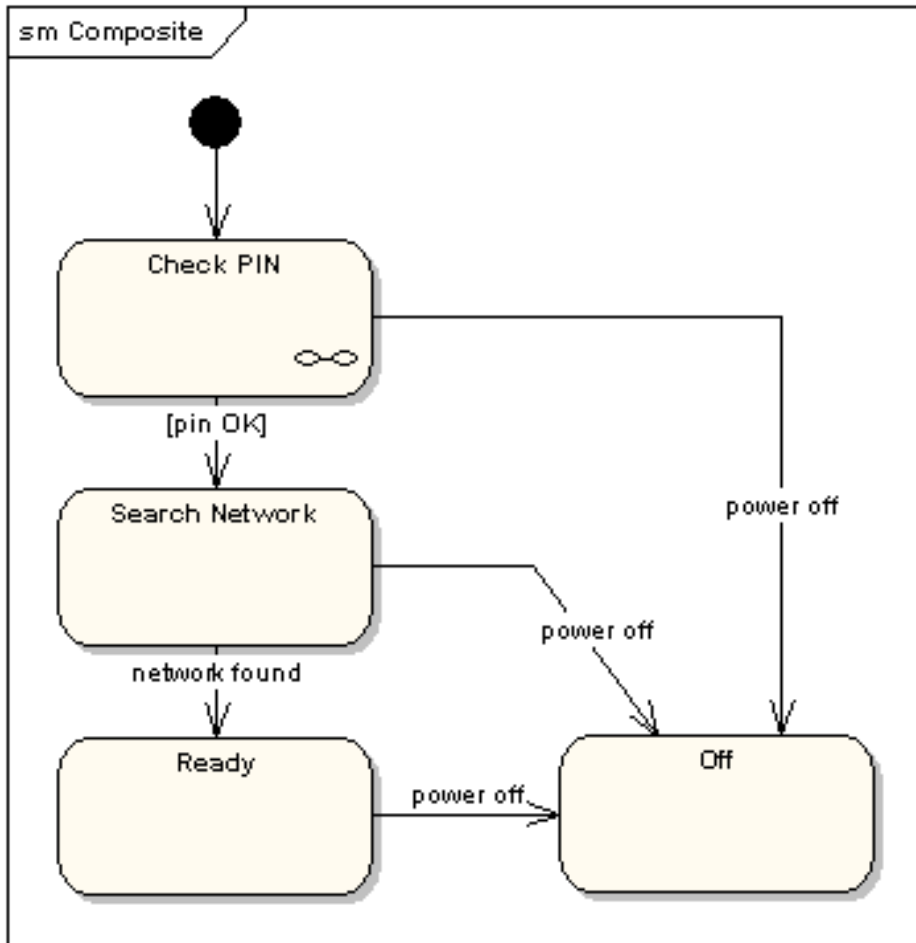 sm Composite
Check PIN
[pin OK]
Search Network
power off
power off
network found
Ready
Off
power off